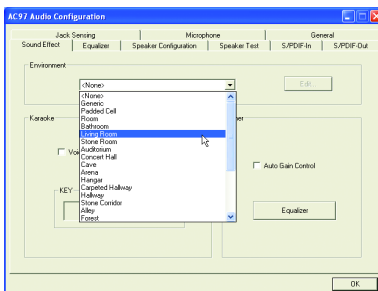 AC97 Audio Configuration
Jack Sensing Microphone General
Sound Effect Equalizer Speaker Configuration Speaker Test S/PDIF-In S/PDIF-Out
Environment
<None> Edit...
<None>
Generic
Padded Cell
Room
Bathroom
Living Room
Stone Room
Auditorium
Concert Hall
Cave
Arena
Hangar
Carpeted Hallway
Hallway
Stone Corridor
Alley
Forest
Karaoke
KEY
Auto Gain Control
Equalizer
OK